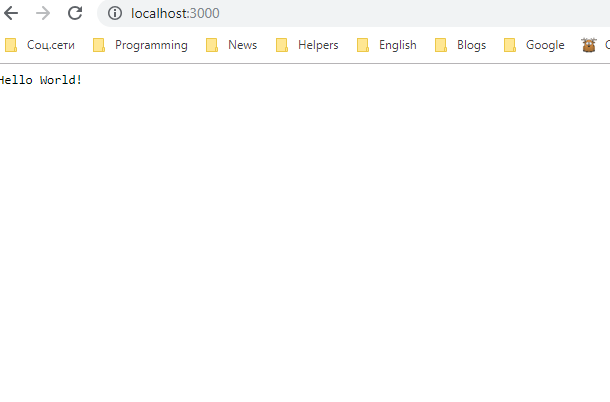 localhost:3000
Соц.сети Programming News Helpers English Blogs Google
Hello World!